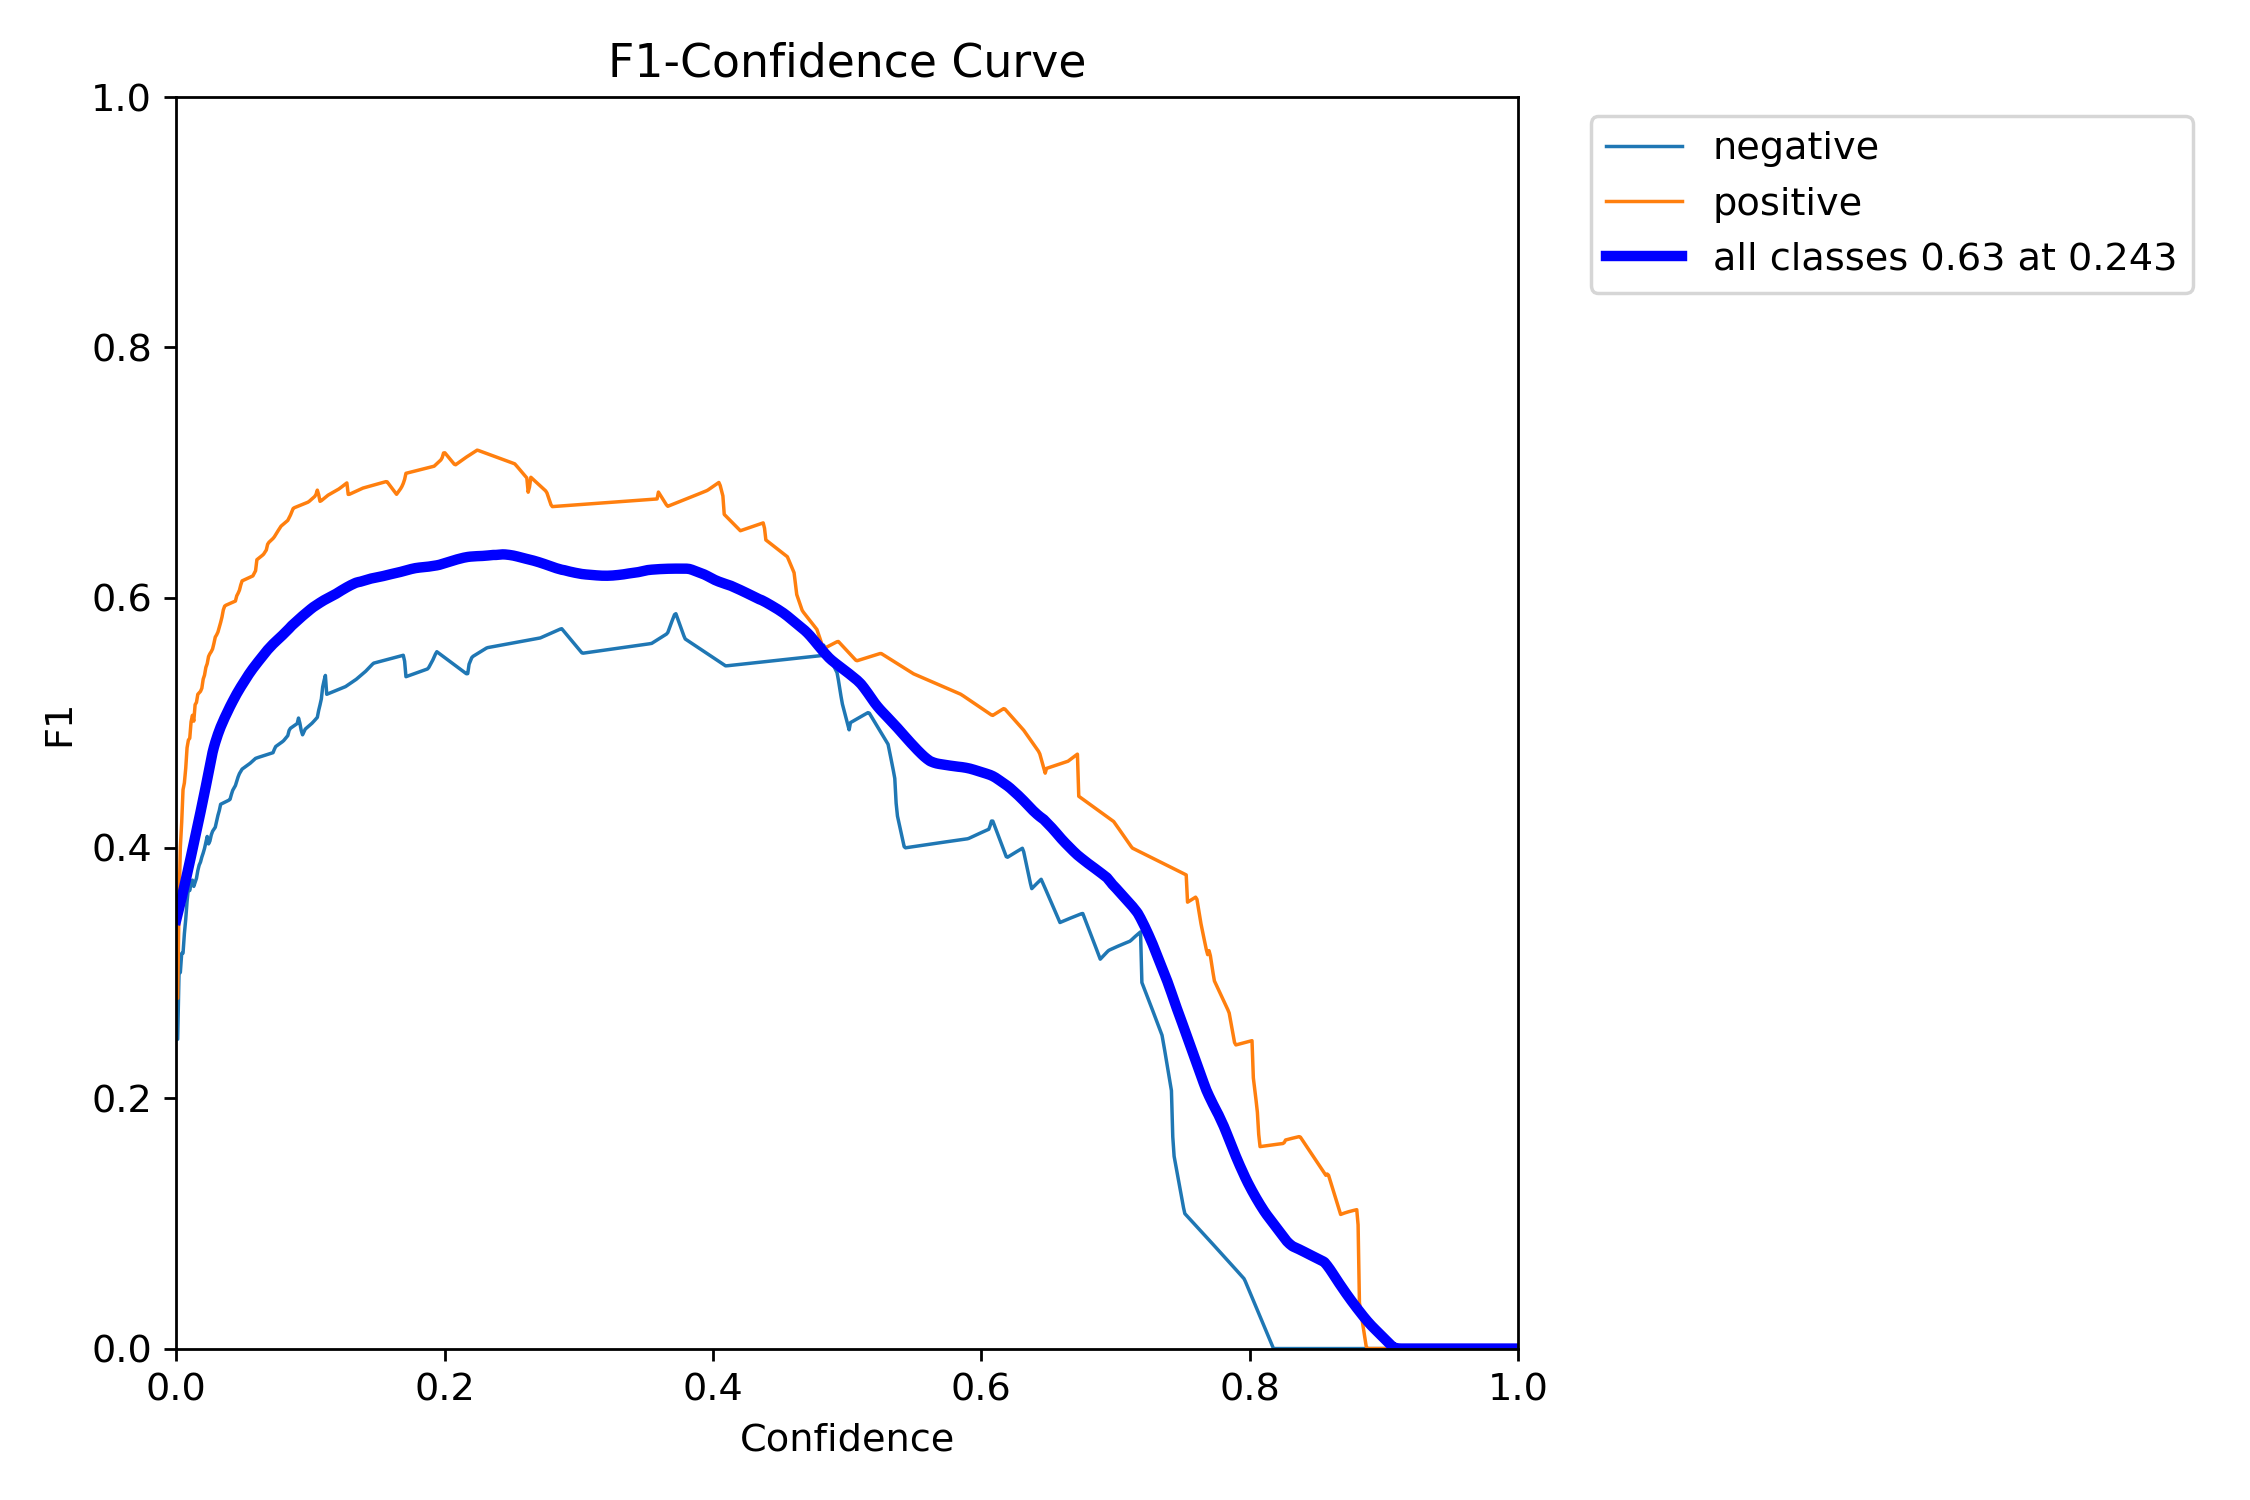 F1-Confidence Curve
1.0
0.8
0.6
0.4
0.2
0.0
F1
0.0 0.2 0.4 0.6 0.8 1.0
Confidence
negative
positive
all classes 0.63 at 0.243